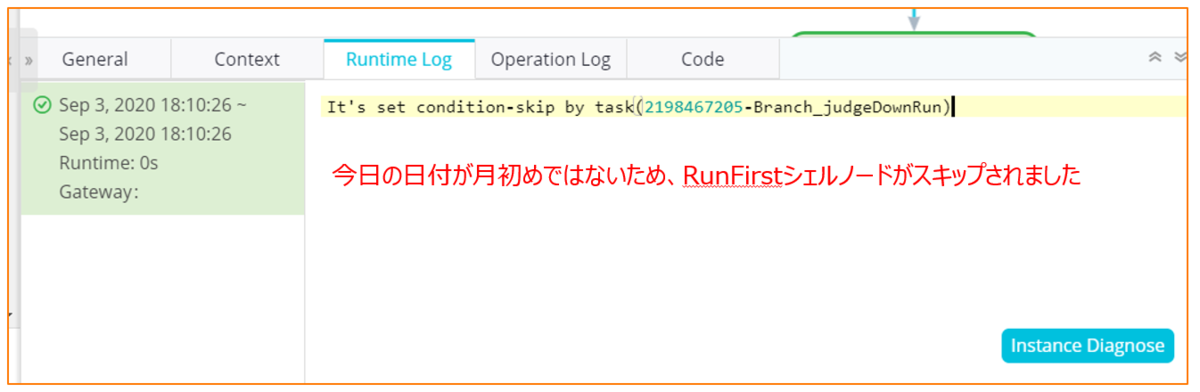 » General Context Runtime Log Operation Log Code
Sep 3, 2020 18:10:26 ~
Sep 3, 2020 18:10:26
Runtime: 0s
Gateway:
It's set condition-skip by task(2198467205-Branch_judgeDownRun)
今日の日付が月初めではないため、RunFirstシェルノードがスキップされました
Instance Diagnose